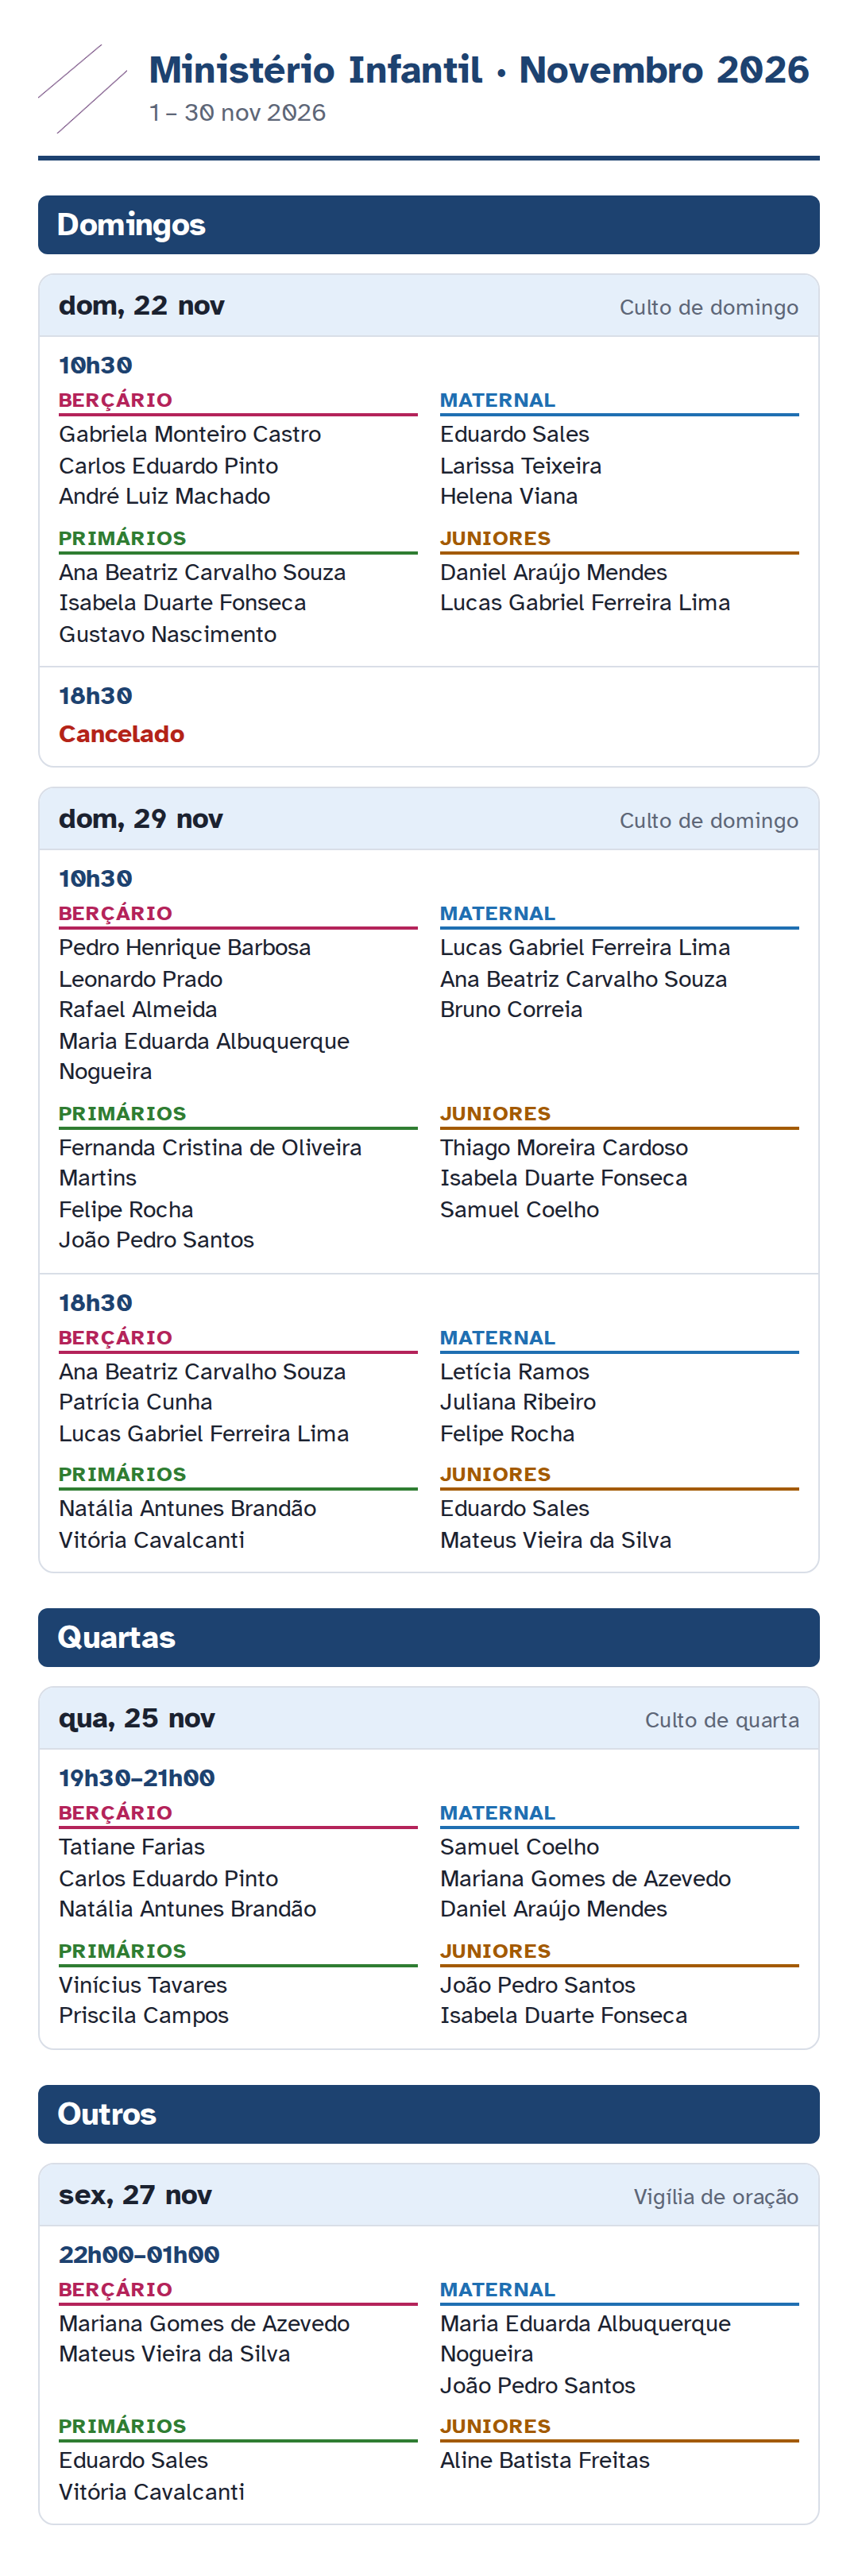 Ministério Infantil • Novembro 2026
1 – 30 nov 2026
Domingos
dom, 22 nov
Culto de domingo
10h30
BERÇÁRIO
Gabriela Monteiro Castro
Carlos Eduardo Pinto
André Luiz Machado
MATERNAL
Eduardo Sales
Larissa Teixeira
Helena Viana
PRIMÁRIOS
Ana Beatriz Carvalho Souza
Isabela Duarte Fonseca
Gustavo Nascimento
JUNIORES
Daniel Araújo Mendes
Lucas Gabriel Ferreira Lima
18h30
Cancelado
dom, 29 nov
Culto de domingo
10h30
BERÇÁRIO
Pedro Henrique Barbosa
Leonardo Prado
Rafael Almeida
Maria Eduarda Albuquerque
Nogueira
MATERNAL
Lucas Gabriel Ferreira Lima
Ana Beatriz Carvalho Souza
Bruno Correia
PRIMÁRIOS
Fernanda Cristina de Oliveira
Martins
Felipe Rocha
João Pedro Santos
JUNIORES
Thiago Moreira Cardoso
Isabela Duarte Fonseca
Samuel Coelho
18h30
BERÇÁRIO
Ana Beatriz Carvalho Souza
Patrícia Cunha
Lucas Gabriel Ferreira Lima
MATERNAL
Letícia Ramos
Juliana Ribeiro
Felipe Rocha
PRIMÁRIOS
Natália Antunes Brandão
Vitória Cavalcanti
JUNIORES
Eduardo Sales
Mateus Vieira da Silva
Quartas
qua, 25 nov
Culto de quarta
19h30–21h00
BERÇÁRIO
Tatiane Farias
Carlos Eduardo Pinto
Natália Antunes Brandão
MATERNAL
Samuel Coelho
Mariana Gomes de Azevedo
Daniel Araújo Mendes
PRIMÁRIOS
Vinícius Tavares
Priscila Campos
JUNIORES
João Pedro Santos
Isabela Duarte Fonseca
Outros
sex, 27 nov
Vigília de oração
22h00–01h00
BERÇÁRIO
Mariana Gomes de Azevedo
Mateus Vieira da Silva
MATERNAL
Maria Eduarda Albuquerque
Nogueira
João Pedro Santos
PRIMÁRIOS
Eduardo Sales
Vitória Cavalcanti
JUNIORES
Aline Batista Freitas